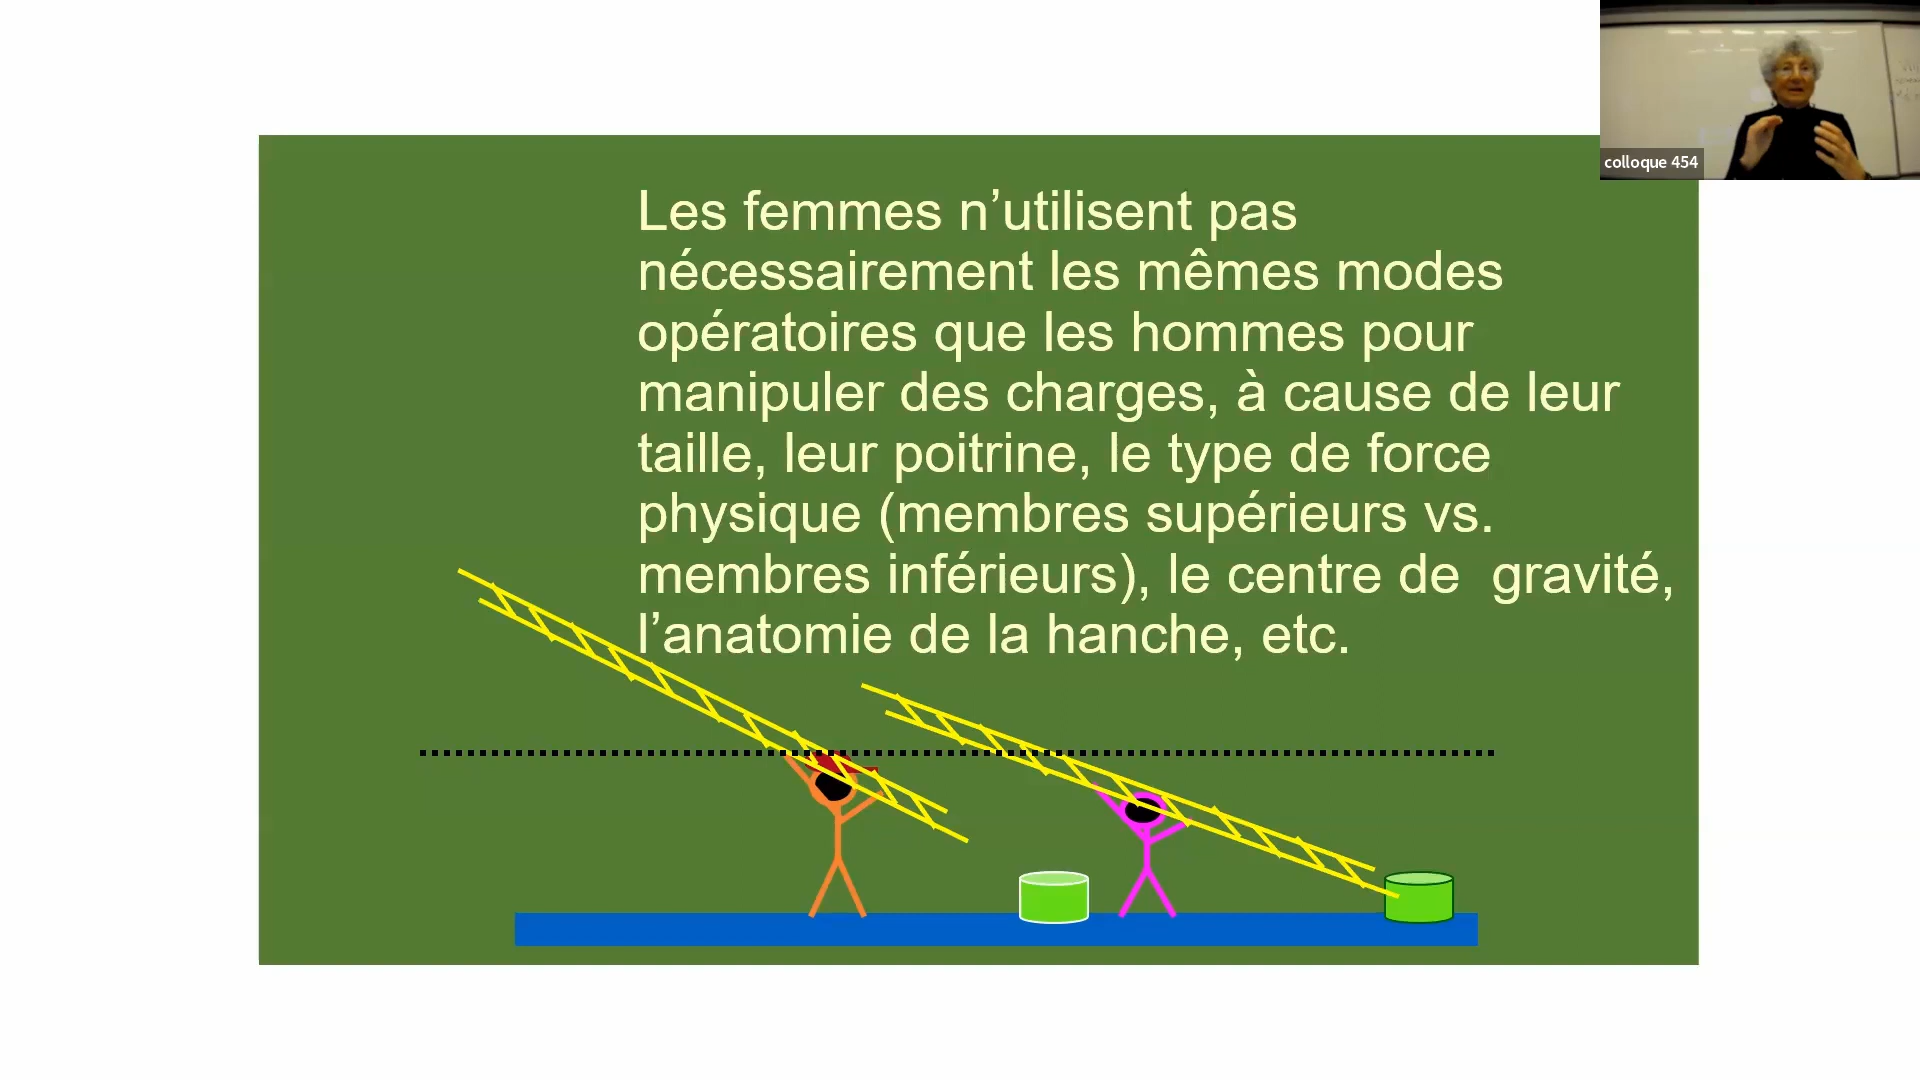 colloque 454
Les femmes n’utilisent pas
nécessairement les mêmes modes
opératoires que les hommes pour
manipuler des charges, à cause de leur
taille, leur poitrine, le type de force
physique (membres supérieurs vs.
membres inférieurs), le centre de  gravité,
l’anatomie de la hanche, etc.